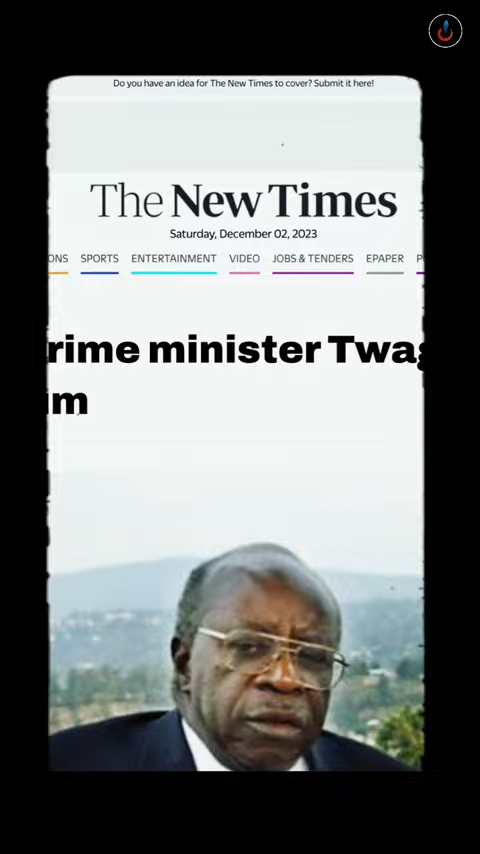 Do you have an idea for The New Times to cover? Submit it here!
The New Times
Saturday, December 02, 2023
ONS SPORTS ENTERTAINMENT VIDEO JOBS & TENDERS EPAPER P
rime minister Twag
im